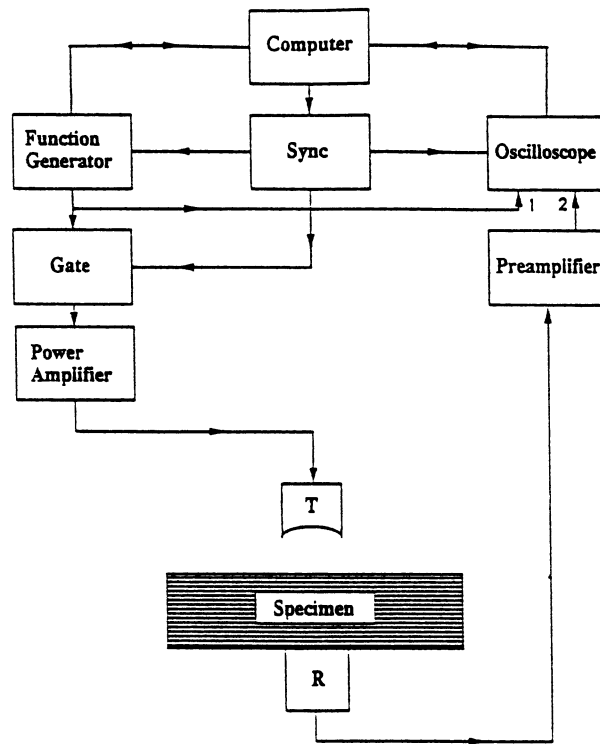 Computer
Function
Generator
Sync
Oscilloscope
1 2
Gate
Preamplifier
Power
Amplifier
T
Specimen
R